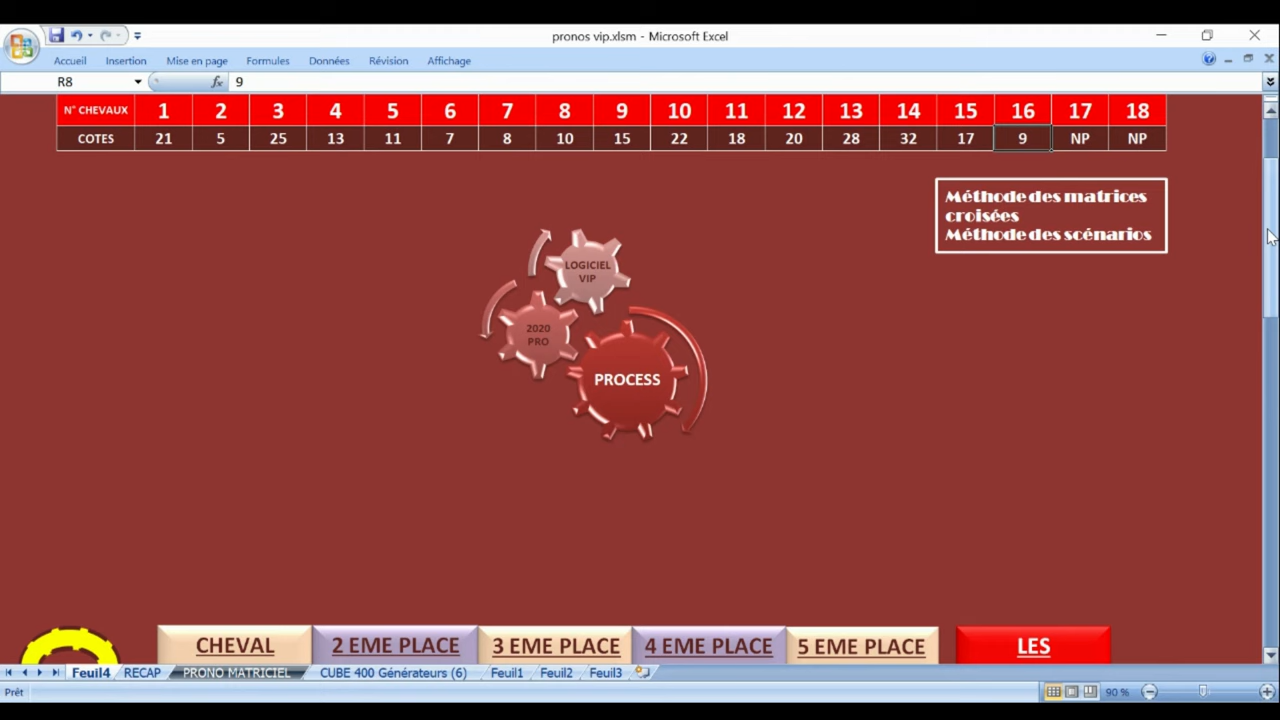 pronos vip.xlsm - Microsoft Excel
Accueil Insertion Mise en page Formules Données Révision Affichage
R8 fx 9
N° CHEVAUX 1 2 3 4 5 6 7 8 9 10 11 12 13 14 15 16 17 18
COTES 21 5 25 13 11 7 8 10 15 22 18 20 28 32 17 9 NP NP
Méthode des matrices
croisées
Méthode des scénarios
LOGICIEL
VIP
2020
PRO
PROCESS
CHEVAL 2 EME PLACE 3 EME PLACE 4 EME PLACE 5 EME PLACE LES
Feuil4 RECAP PRONO MATRICIEL CUBE 400 Générateurs (6) Feuil1 Feuil2 Feuil3
Prêt 90 %